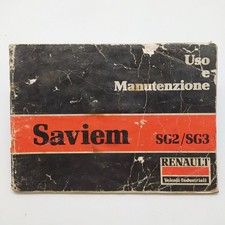 Uso
e
Manutenzione
Saviem SG2/SG3
RENAULT
Veicoli Industriali